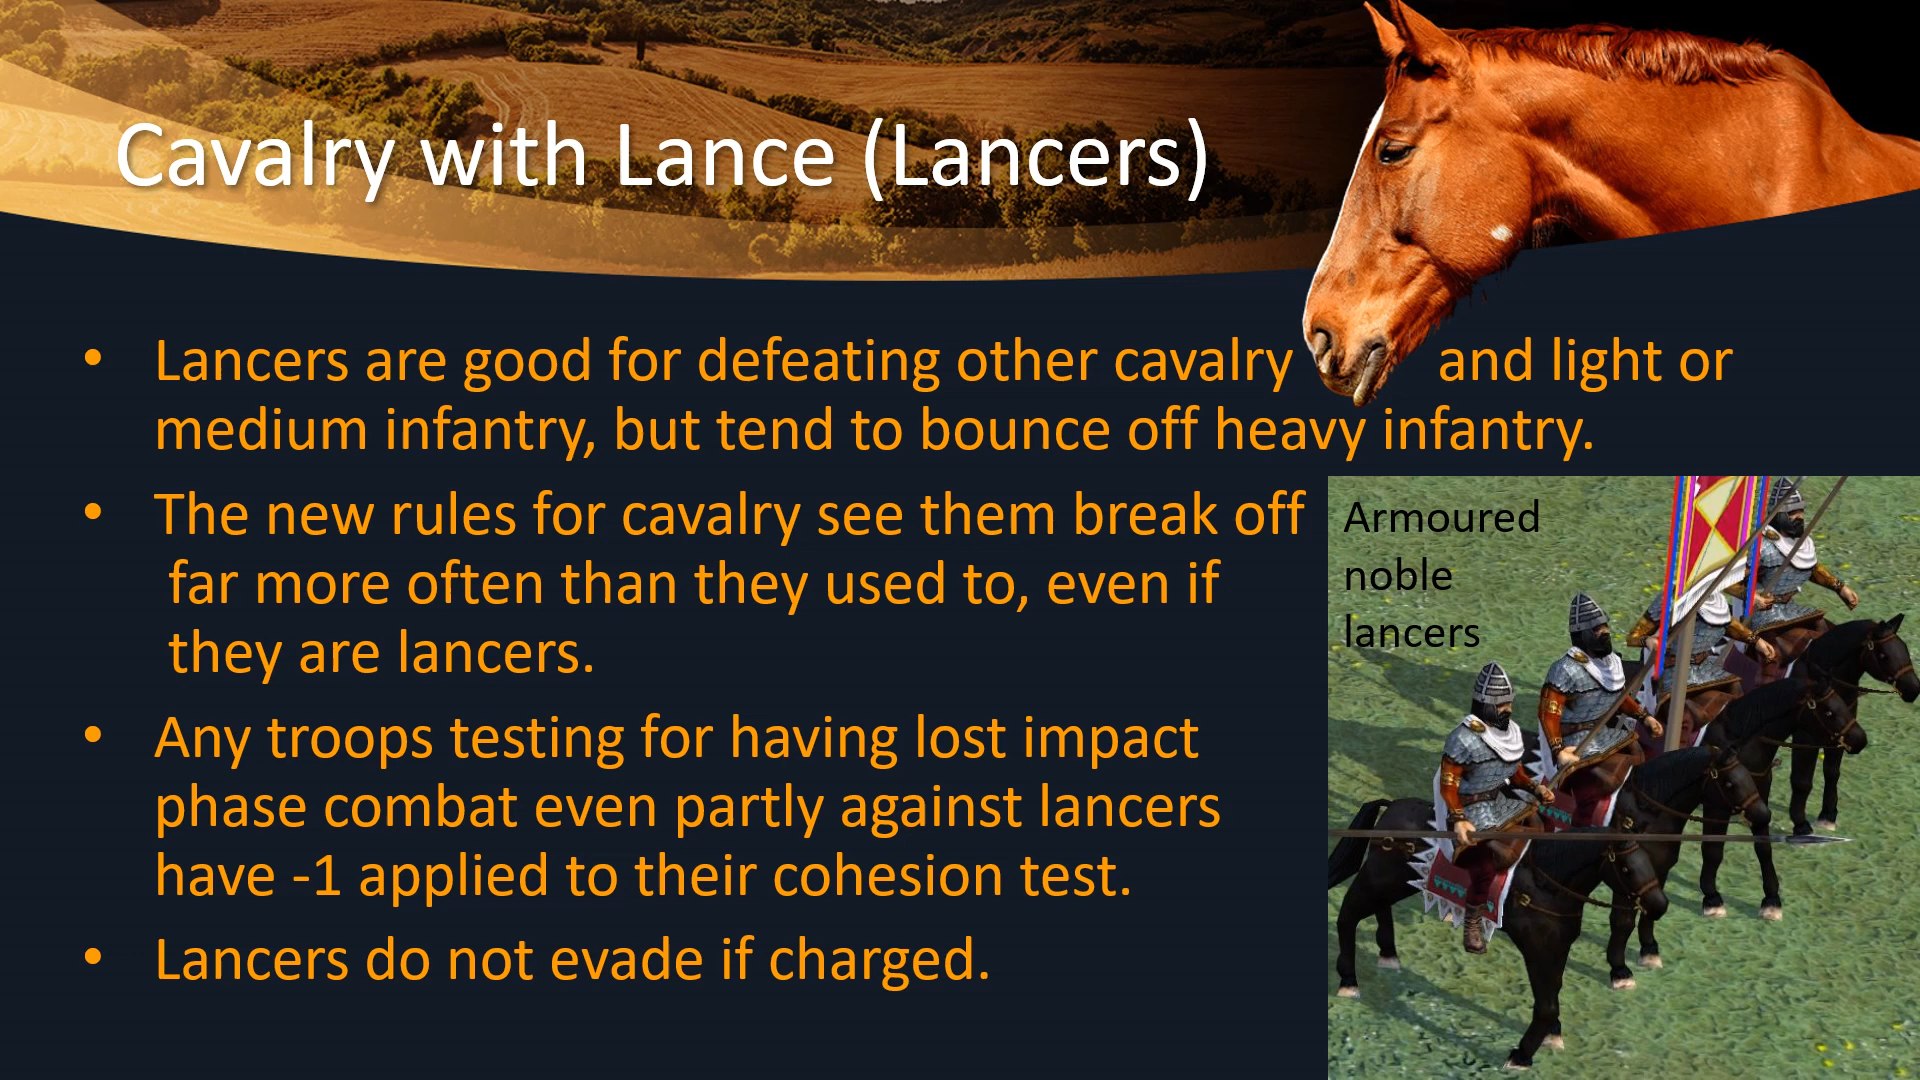 Cavalry with Lance (Lancers)
• Lancers are good for defeating other cavalry and light or
medium infantry, but tend to bounce off heavy infantry.
• The new rules for cavalry see them break off
far more often than they used to, even if
they are lancers.
• Any troops testing for having lost impact
phase combat even partly against lancers
have -1 applied to their cohesion test.
• Lancers do not evade if charged.
Armoured
noble
lancers